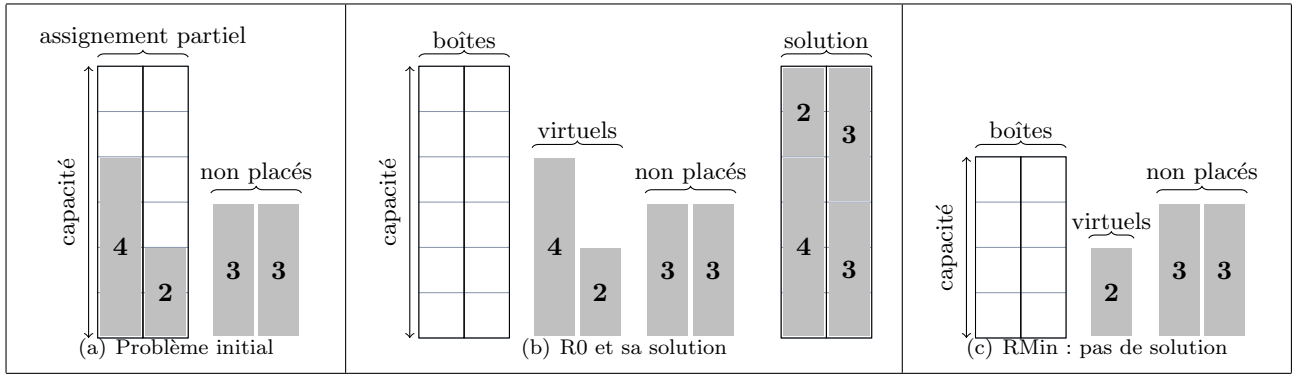 assignement partiel
capacité
4
2
non placés
3 3
(a) Problème initial
boîtes
capacité
virtuels
4
2
non placés
3 3
solution
2
3
4
3
(b) R0 et sa solution
boîtes
capacité
virtuels
2
non placés
3 3
(c) RMin : pas de solution